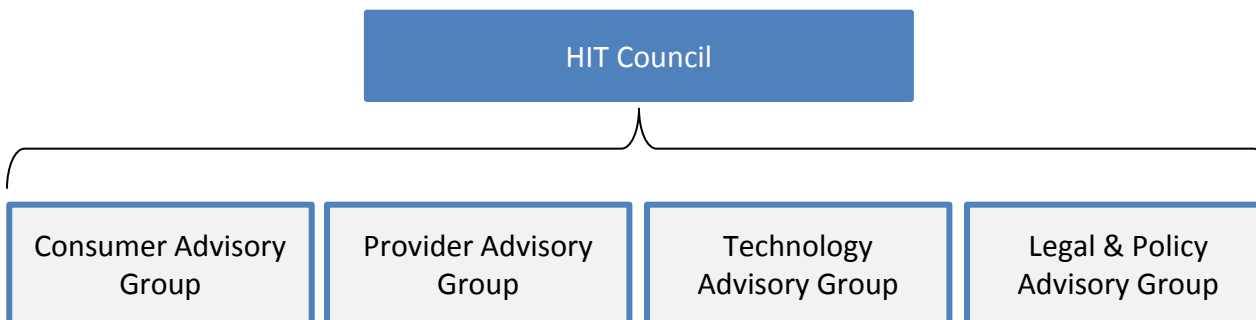 HIT Council
Consumer Advisory
Group
Provider Advisory
Group
Technology
Advisory Group
Legal & Policy
Advisory Group